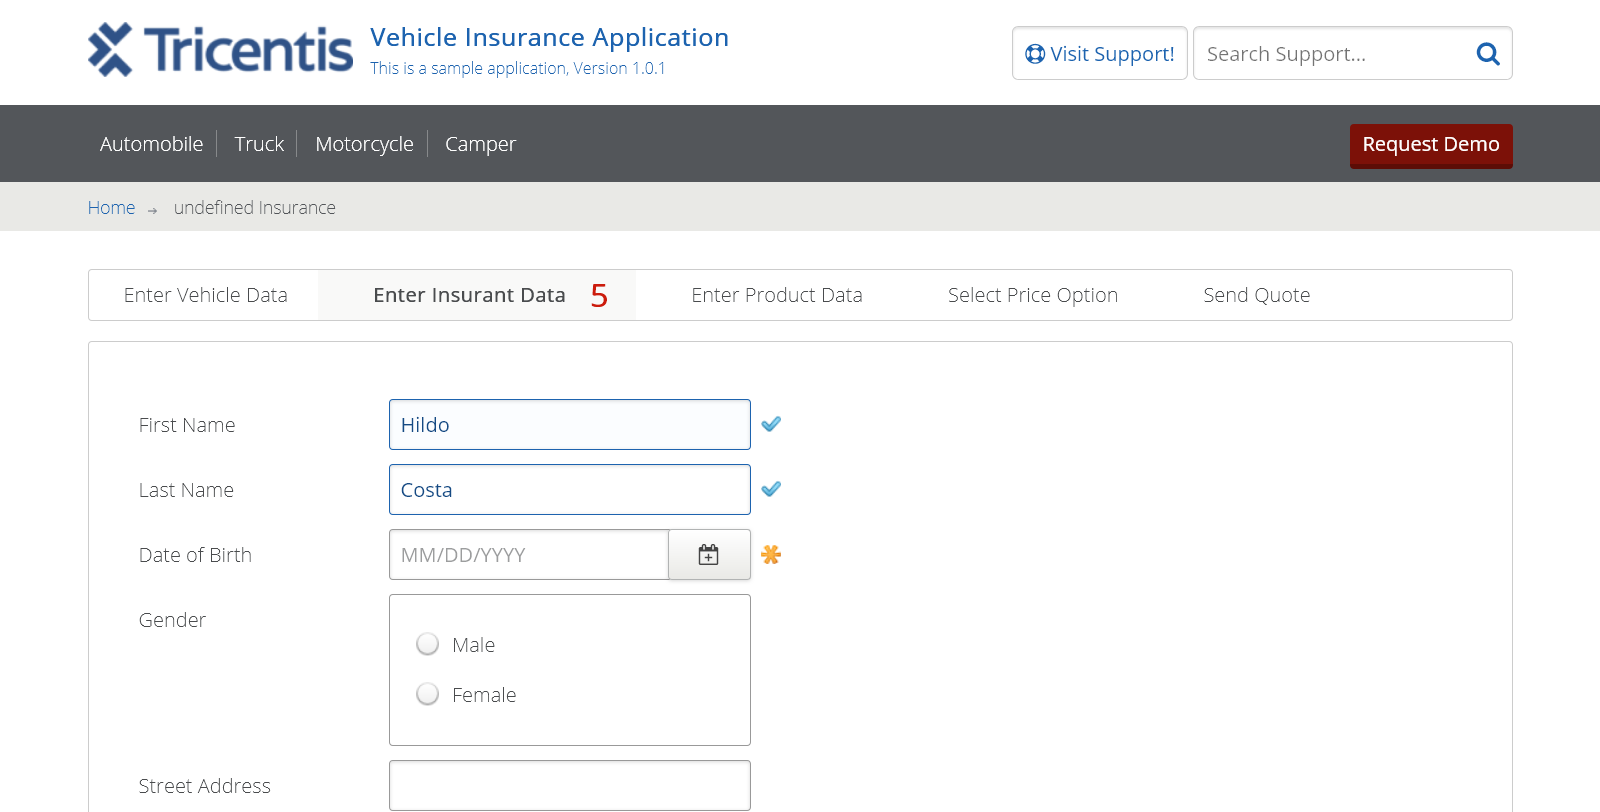 Tricentis
Vehicle Insurance Application
This is a sample application, Version 1.0.1
Visit Support!
Search Support...
Automobile
Truck
Motorcycle
Camper
Request Demo
Home
undefined Insurance
Enter Vehicle Data
Enter Insurant Data 5
Enter Product Data
Select Price Option
Send Quote
First Name
Hildo
Last Name
Costa
Date of Birth
MM/DD/YYYY
Gender
Male
Female
Street Address